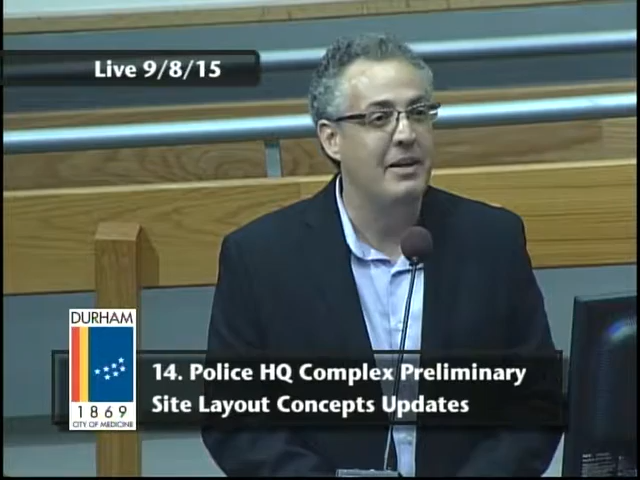 Live 9/8/15
DURHAM
1869
CITY OF MEDICINE
14. Police HQ Complex Preliminary
Site Layout Concepts Updates